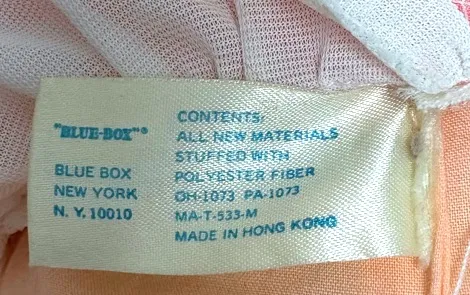 "BLUE-BOX"®
BLUE BOX
NEW YORK
N. Y. 10010
CONTENTS:
ALL NEW MATERIALS
STUFFED WITH
POLYESTER FIBER
OH-1073 PA-1073
MA-T-533-M
MADE IN HONG KONG